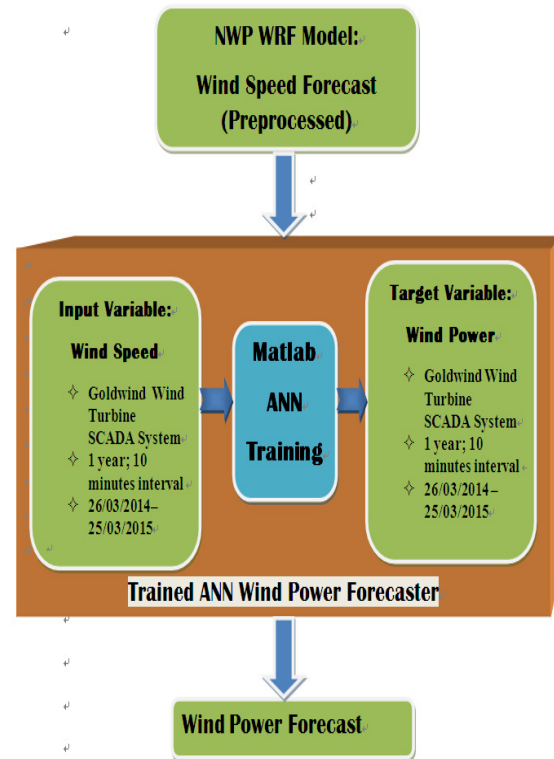 NWP WRF Model:
Wind Speed Forecast
(Preprocessed)
Input Variable:
Wind Speed
✧ Goldwind Wind
Turbine
SCADA System
✧ 1 year; 10
minutes interval
✧ 26/03/2014–
25/03/2015
Matlab
ANN
Training
Target Variable:
Wind Power
✧ Goldwind Wind
Turbine
SCADA System
✧ 1 year; 10
minutes interval
✧ 26/03/2014–
25/03/2015
Trained ANN Wind Power Forecaster
Wind Power Forecast